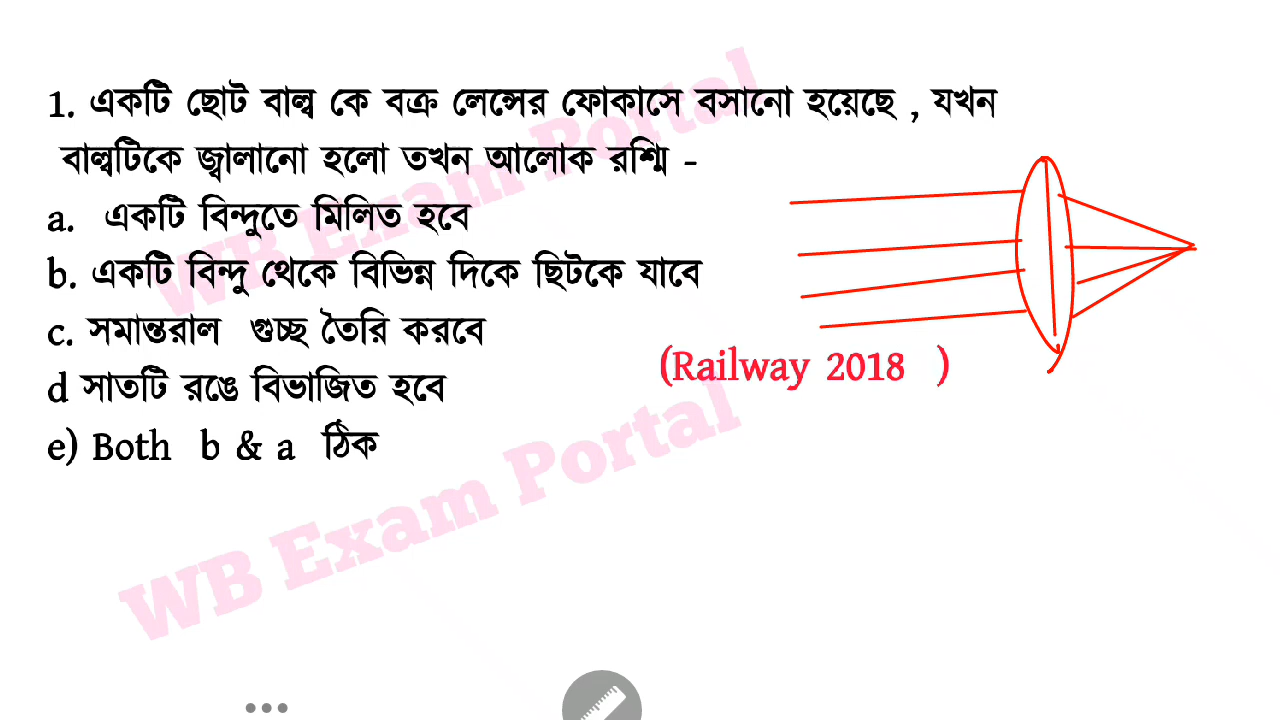 1. একটি ছোট বাল্ব কে বক্র লেন্সের ফোকাসে বসানো হয়েছে , যখন
বাল্বটিকে জ্বালানো হলো তখন আলোক রশ্মি -
a. একটি বিন্দুতে মিলিত হবে
b. একটি বিন্দু থেকে বিভিন্ন দিকে ছিটকে যাবে
c. সমান্তরাল গুচ্ছ তৈরি করবে
(Railway 2018 )
d সাতটি রঙে বিভাজিত হবে
e) Both b & a ঠিক
WB Exam Portal
WB Exam Portal